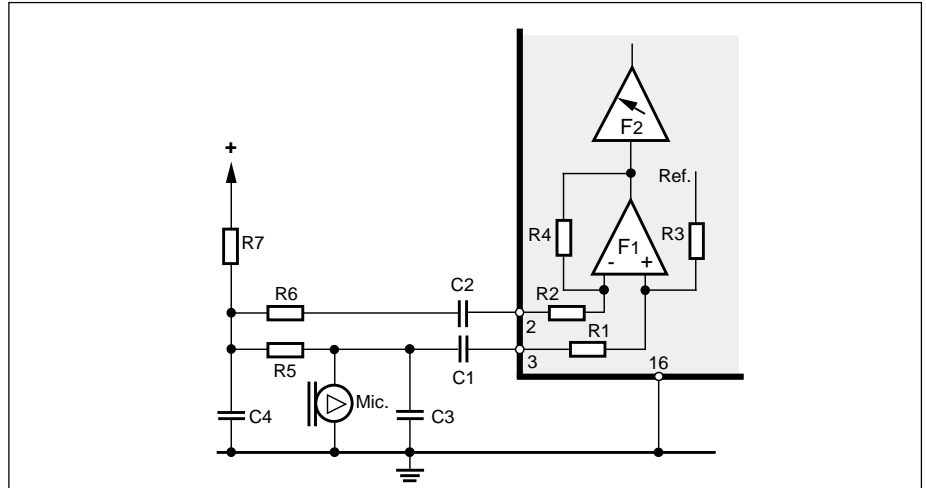 F2
+
Ref.
R7
R4
F1
R3
- +
C2
R6
R2
2
R1
R5
C1
3
16
Mic.
C4
C3